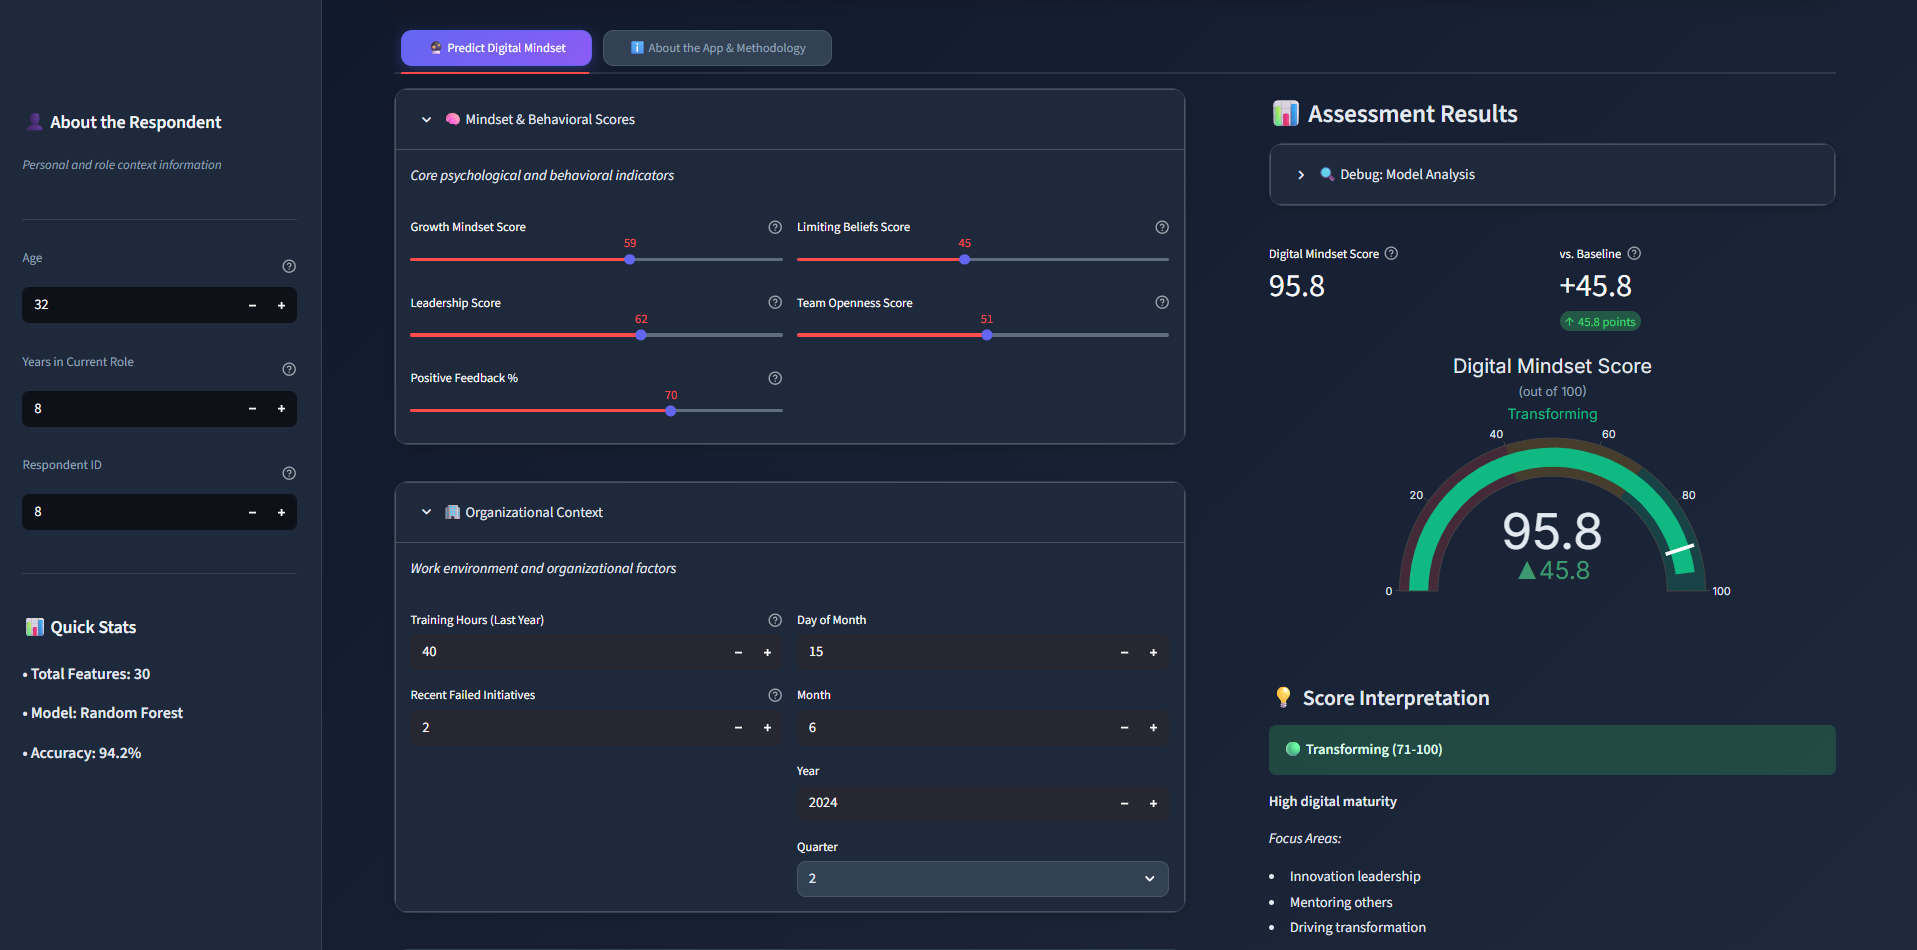 About the Respondent
Personal and role context information
Age
32
Years in Current Role
8
Respondent ID
8
Quick Stats
• Total Features: 30
• Model: Random Forest
• Accuracy: 94.2%
Predict Digital Mindset
About the App & Methodology
Mindset & Behavioral Scores
Core psychological and behavioral indicators
Growth Mindset Score
59
Limiting Beliefs Score
45
Leadership Score
62
Team Openness Score
51
Positive Feedback %
70
Organizational Context
Work environment and organizational factors
Training Hours (Last Year)
40
Day of Month
15
Recent Failed Initiatives
2
Month
6
Year
2024
Quarter
2
Assessment Results
Debug: Model Analysis
Digital Mindset Score
95.8
vs. Baseline
+45.8
↑ 45.8 points
Digital Mindset Score
(out of 100)
Transforming
0
20
40
60
80
100
95.8
▲45.8
Score Interpretation
Transforming (71-100)
High digital maturity
Focus Areas:
• Innovation leadership
• Mentoring others
• Driving transformation